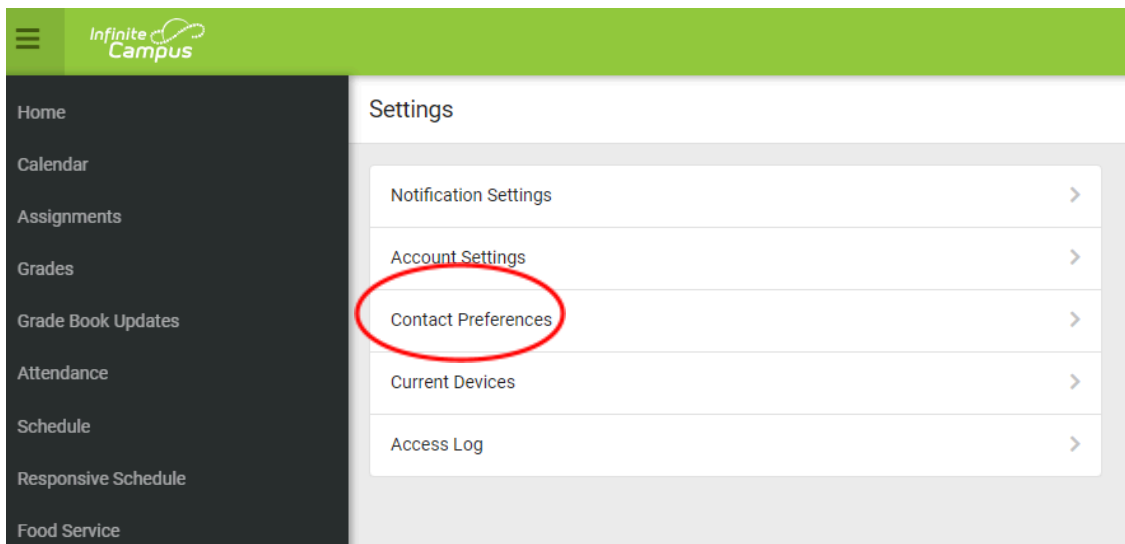 Infinite
Campus
Home
Calendar
Assignments
Grades
Grade Book Updates
Attendance
Schedule
Responsive Schedule
Food Service
Settings
Notification Settings
Account Settings
Contact Preferences
Current Devices
Access Log